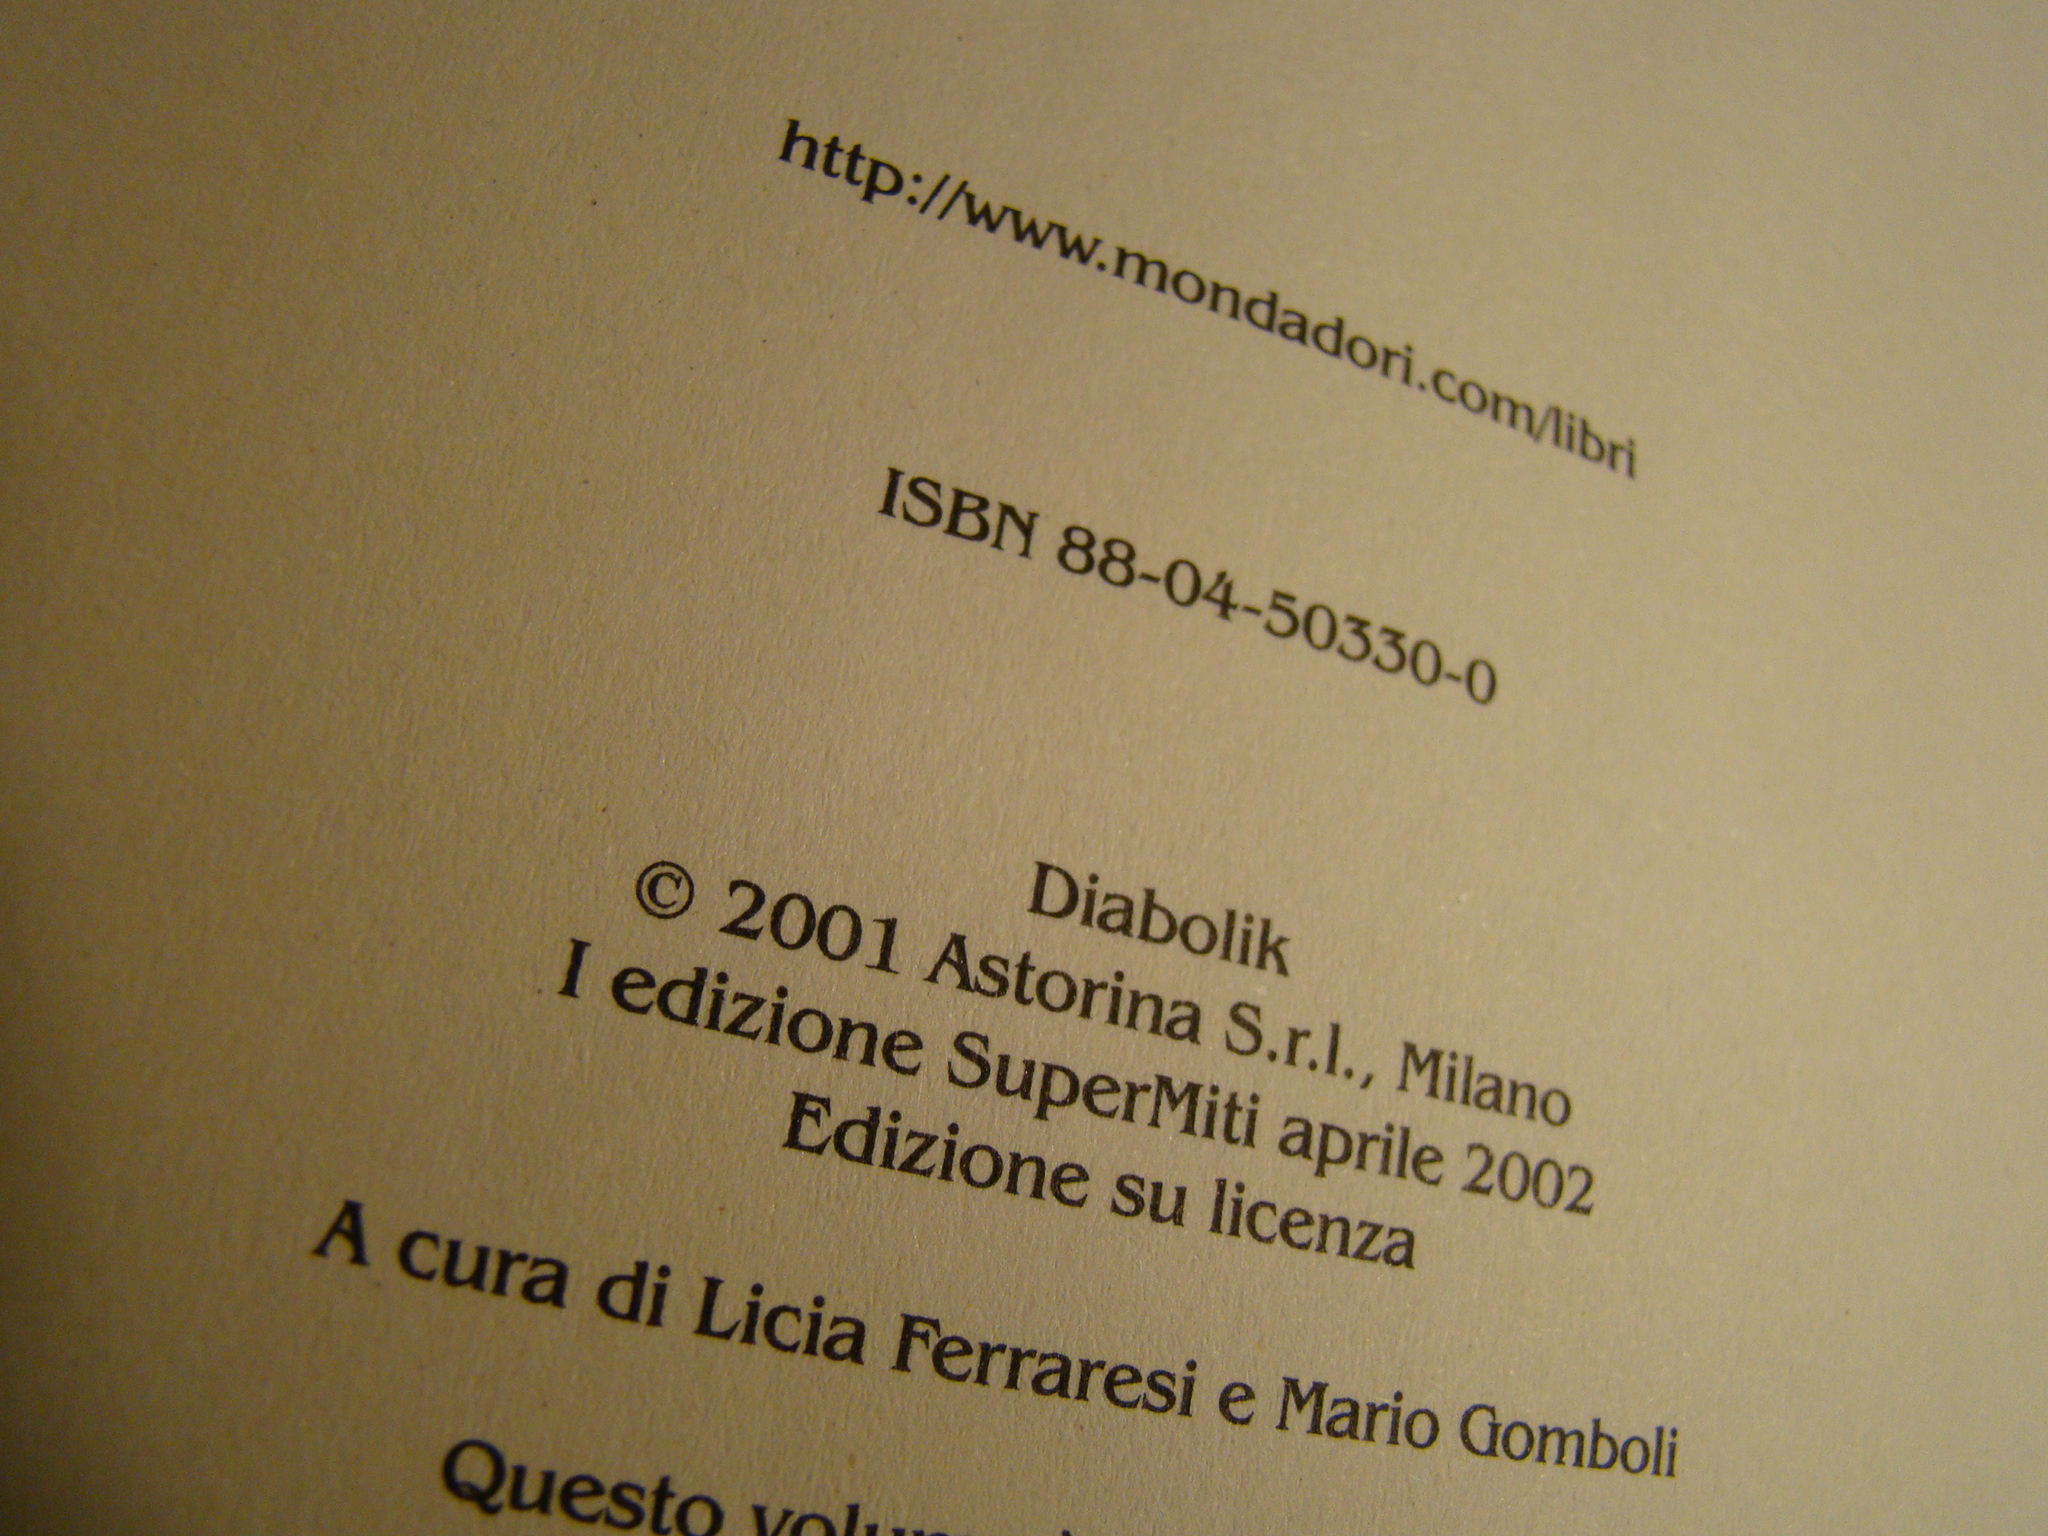 http://www.mondadori.com/libri
ISBN 88-04-50330-0
Diabolik
© 2001 Astorina S.r.l., Milano
I edizione SuperMiti aprile 2002
Edizione su licenza
A cura di Licia Ferraresi e Mario Gomboli
Questo